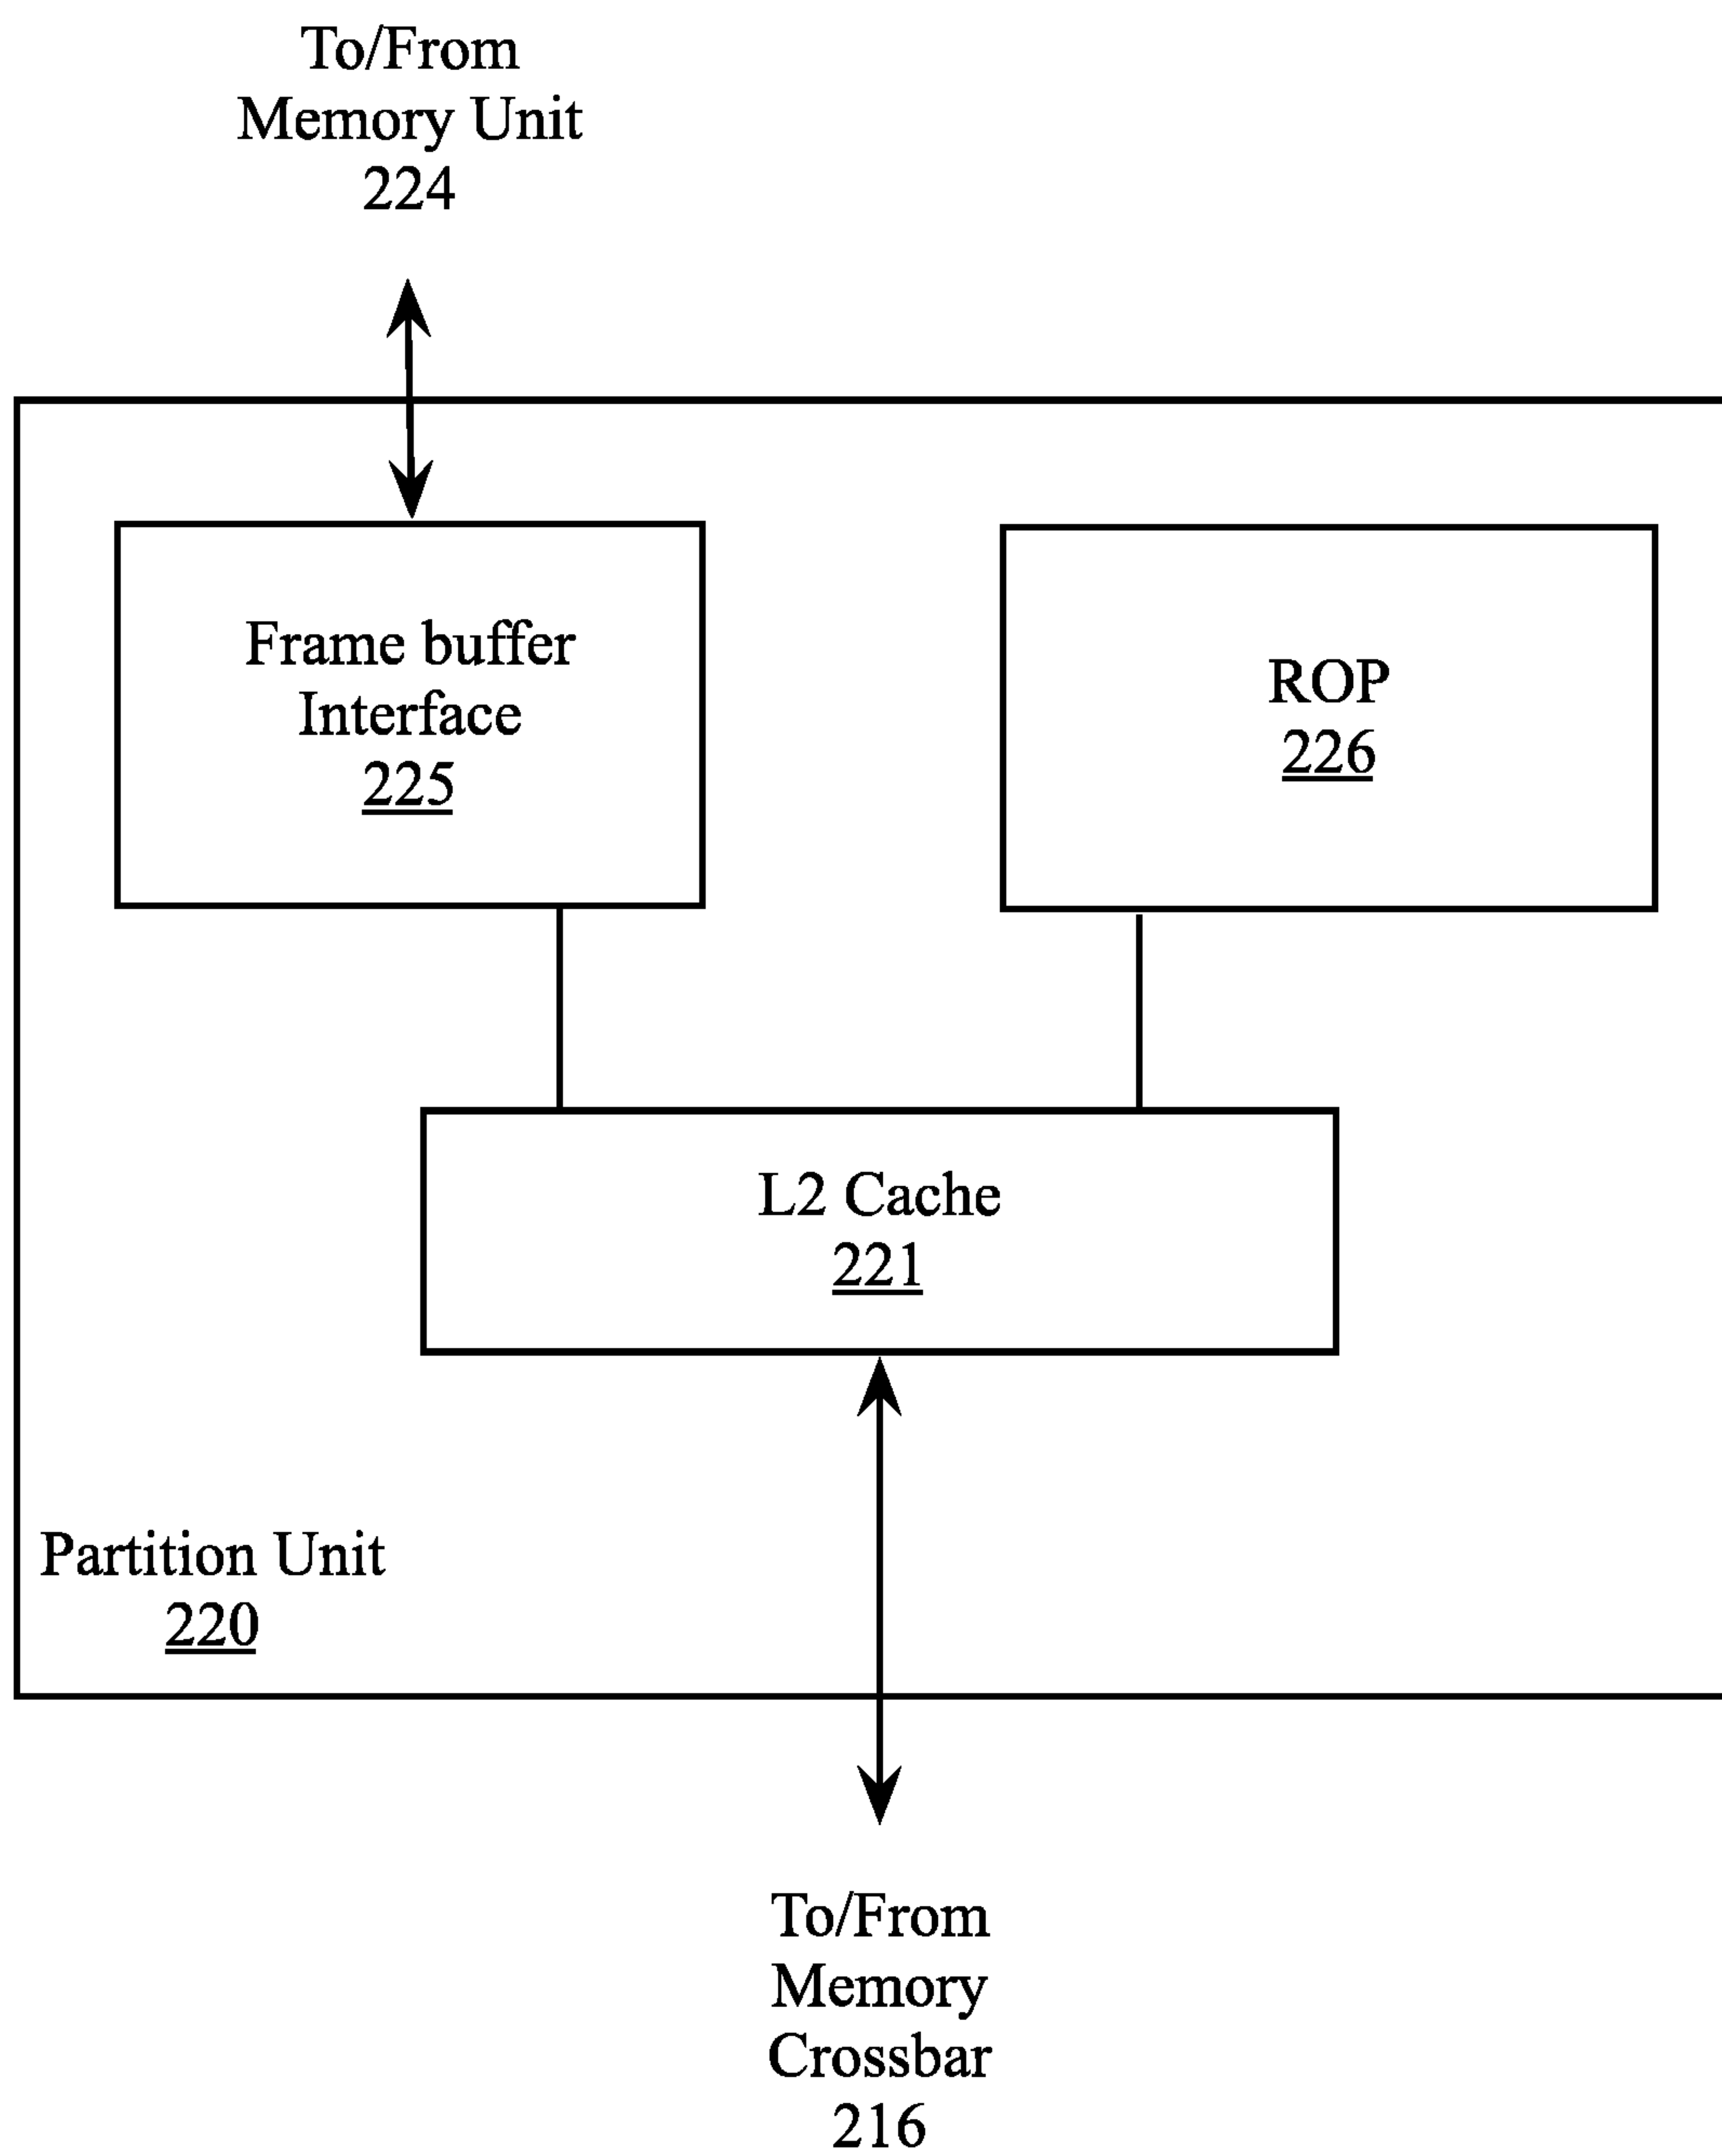 To/From
Memory Unit
224
Frame buffer
Interface
225
ROP
226
L2 Cache
221
Partition Unit
220
To/From
Memory
Crossbar
216